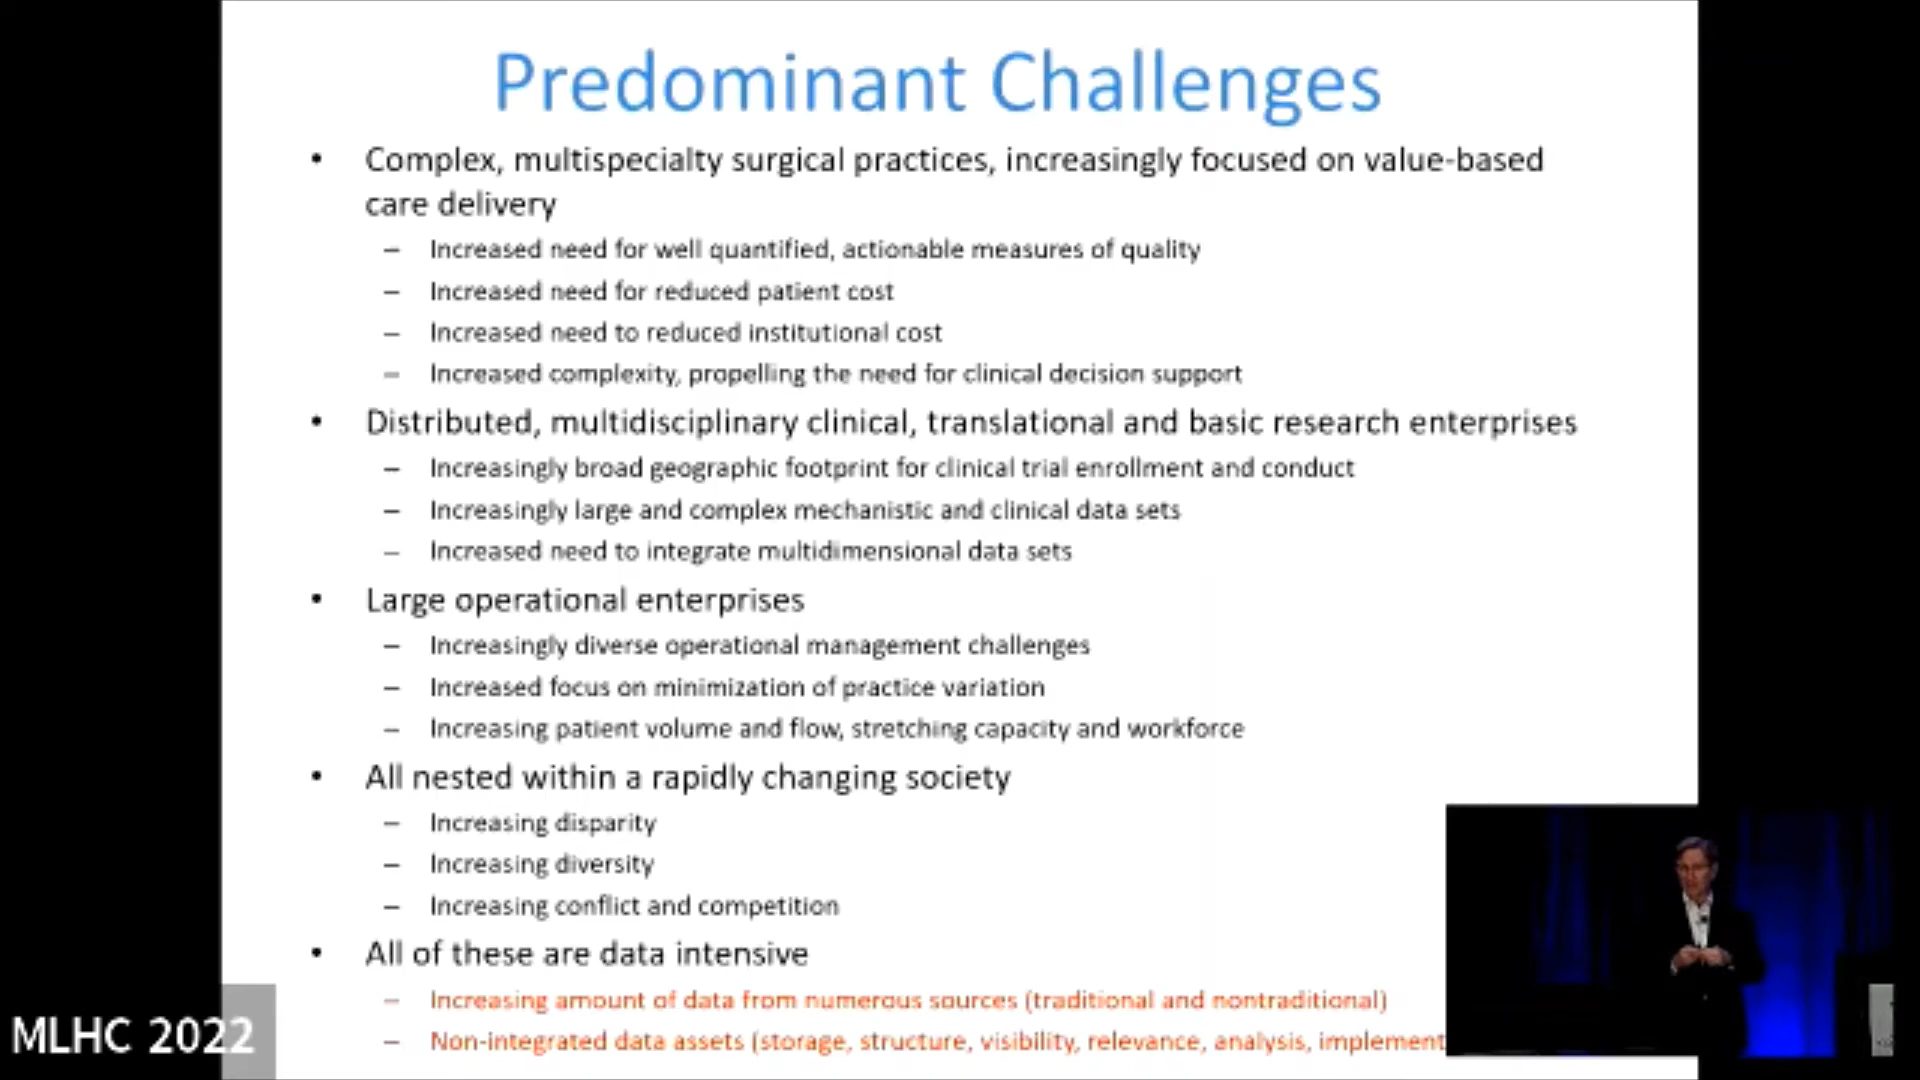 Predominant Challenges
• Complex, multispecialty surgical practices, increasingly focused on value-based
care delivery
– Increased need for well quantified, actionable measures of quality
– Increased need for reduced patient cost
– Increased need to reduced institutional cost
– Increased complexity, propelling the need for clinical decision support
• Distributed, multidisciplinary clinical, translational and basic research enterprises
– Increasingly broad geographic footprint for clinical trial enrollment and conduct
– Increasingly large and complex mechanistic and clinical data sets
– Increased need to integrate multidimensional data sets
• Large operational enterprises
– Increasingly diverse operational management challenges
– Increased focus on minimization of practice variation
– Increasing patient volume and flow, stretching capacity and workforce
• All nested within a rapidly changing society
– Increasing disparity
– Increasing diversity
– Increasing conflict and competition
• All of these are data intensive
– Increasing amount of data from numerous sources (traditional and nontraditional)
– Non-integrated data assets (storage, structure, visibility, relevance, analysis, implement
MLHC 2022